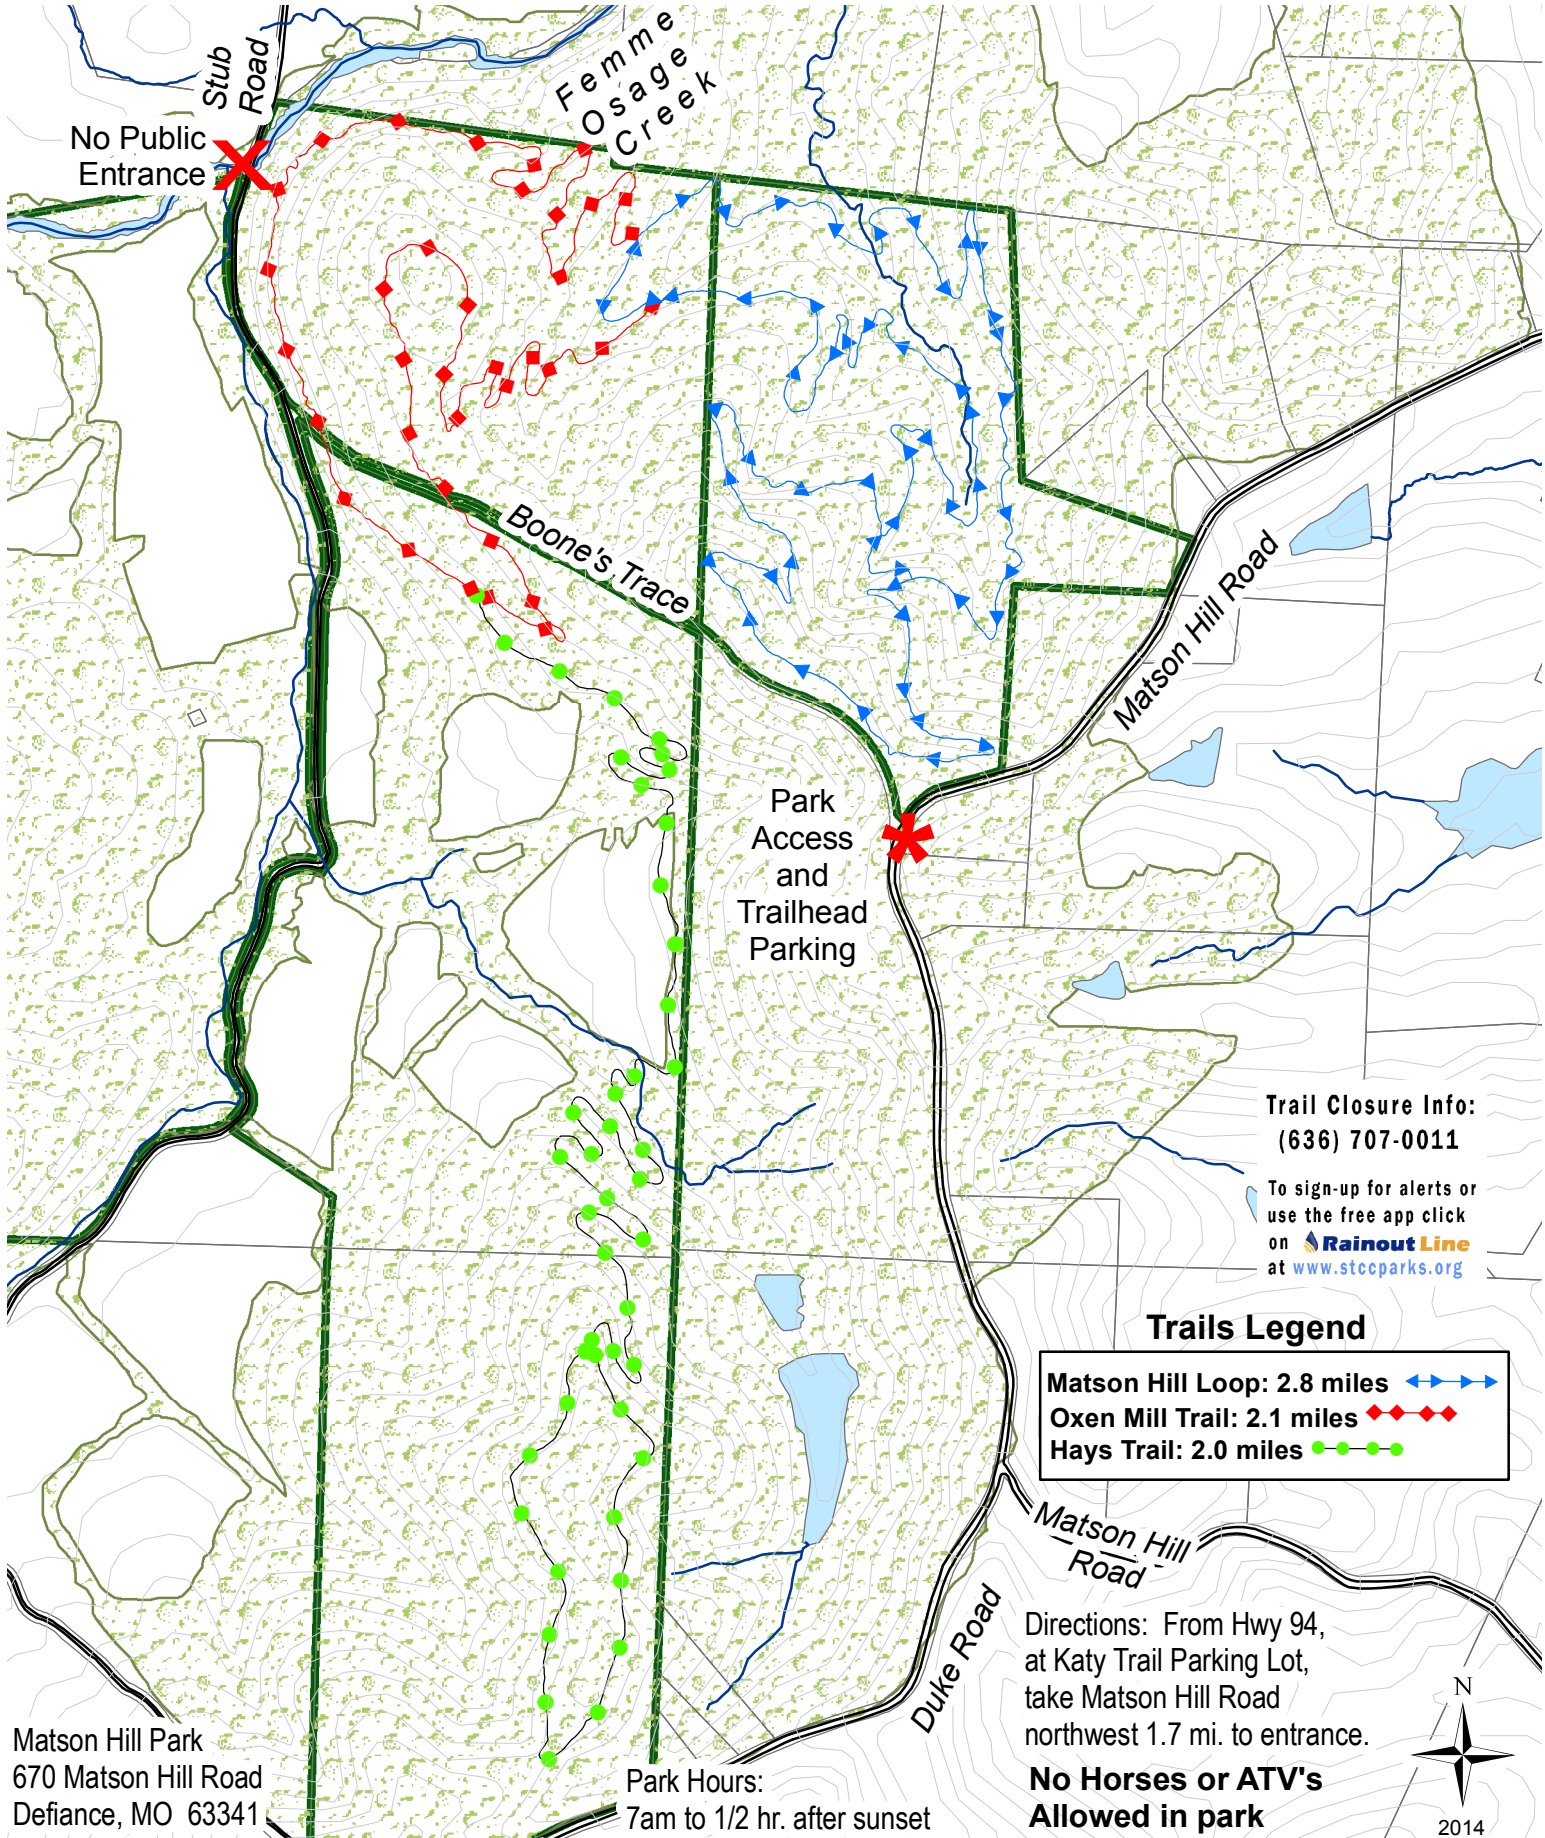 Stub
Road
Femme
Osage
Creek
No Public
Entrance
Boone's Trace
Matson Hill Road
Park
Access
and
Trailhead
Parking
Trail Closure Info:
(636) 707-0011
To sign-up for alerts or
use the free app click
on Rainout Line
at www.stccparks.org
Trails Legend
Matson Hill Loop: 2.8 miles
Oxen Mill Trail: 2.1 miles
Hays Trail: 2.0 miles
Matson Hill
Road
Duke Road
Directions: From Hwy 94,
at Katy Trail Parking Lot,
take Matson Hill Road
northwest 1.7 mi. to entrance.
No Horses or ATV's
Allowed in park
N
2014
Matson Hill Park
670 Matson Hill Road
Defiance, MO 63341
Park Hours:
7am to 1/2 hr. after sunset